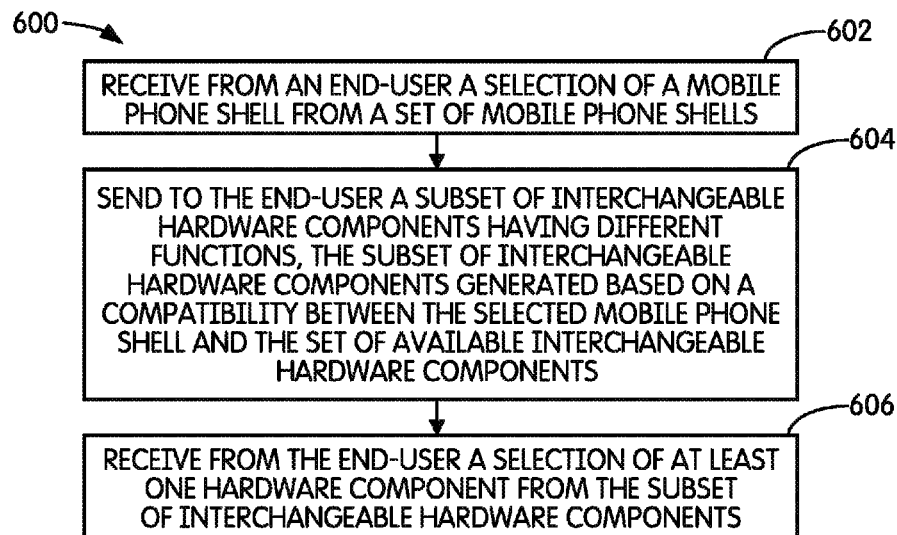 600
602
RECEIVE FROM AN END-USER A SELECTION OF A MOBILE
PHONE SHELL FROM A SET OF MOBILE PHONE SHELLS
604
SEND TO THE END-USER A SUBSET OF INTERCHANGEABLE
HARDWARE COMPONENTS HAVING DIFFERENT
FUNCTIONS, THE SUBSET OF INTERCHANGEABLE
HARDWARE COMPONENTS GENERATED BASED ON A
COMPATIBILITY BETWEEN THE SELECTED MOBILE PHONE
SHELL AND THE SET OF AVAILABLE INTERCHANGEABLE
HARDWARE COMPONENTS
606
RECEIVE FROM THE END-USER A SELECTION OF AT LEAST
ONE HARDWARE COMPONENT FROM THE SUBSET
OF INTERCHANGEABLE HARDWARE COMPONENTS